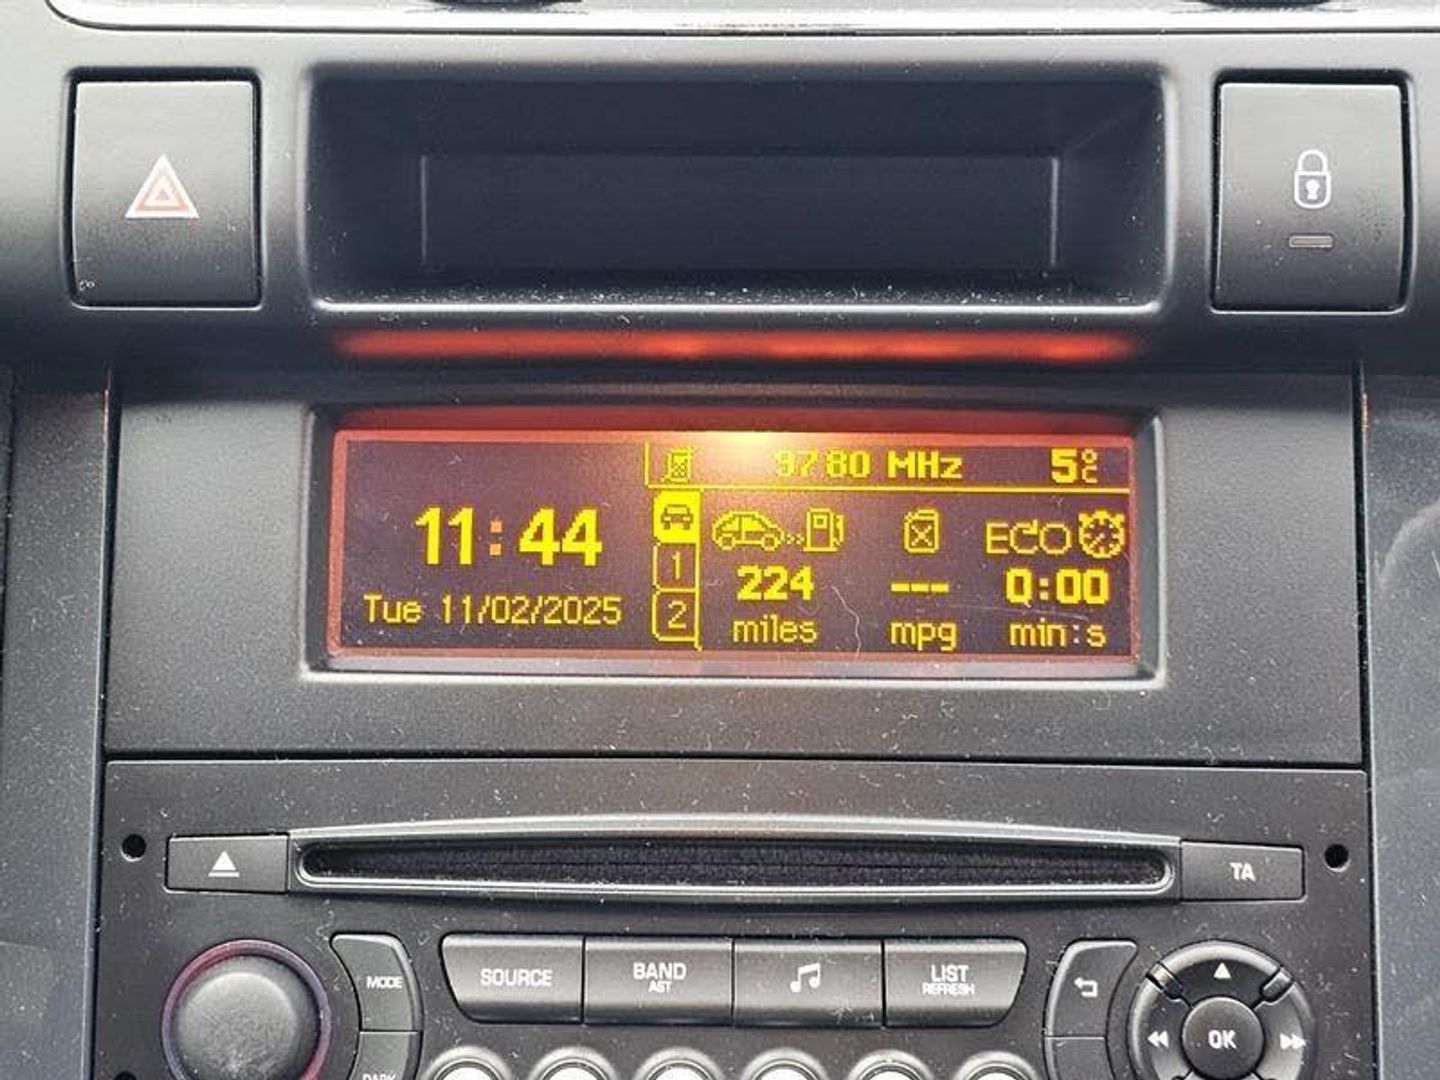 97.80 MHz 5°C
11:44
Tue 11/02/2025
1
2
ECO
224 --- 0:00
miles mpg min:s
TA
MODE
SOURCE
BAND
AST
LIST
REFRESH
OK
DARK